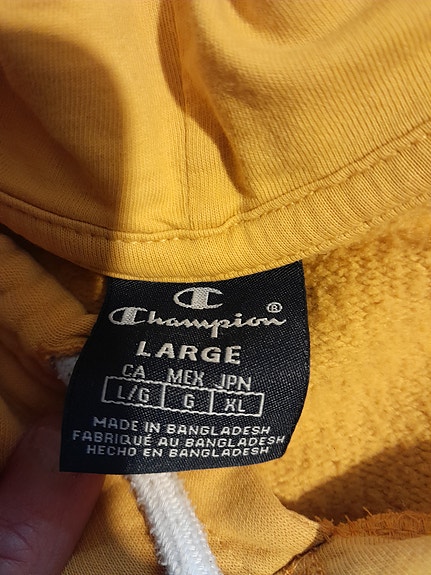 Champion®
LARGE
CA MEX JPN
L/G G XL
MADE IN BANGLADESH
FABRIQUÉ AU BANGLADESH
HECHO EN BANGLADESH